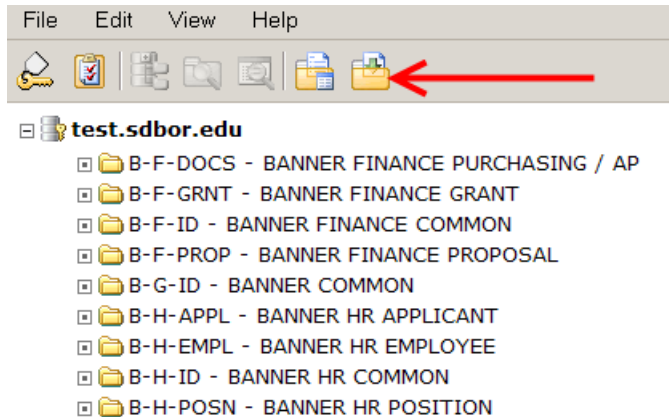 File Edit View Help
test.sdbor.edu
B-F-DOCS - BANNER FINANCE PURCHASING / AP
B-F-GRNT - BANNER FINANCE GRANT
B-F-ID - BANNER FINANCE COMMON
B-F-PROP - BANNER FINANCE PROPOSAL
B-G-ID - BANNER COMMON
B-H-APPL - BANNER HR APPLICANT
B-H-EMPL - BANNER HR EMPLOYEE
B-H-ID - BANNER HR COMMON
B-H-POSN - BANNER HR POSITION